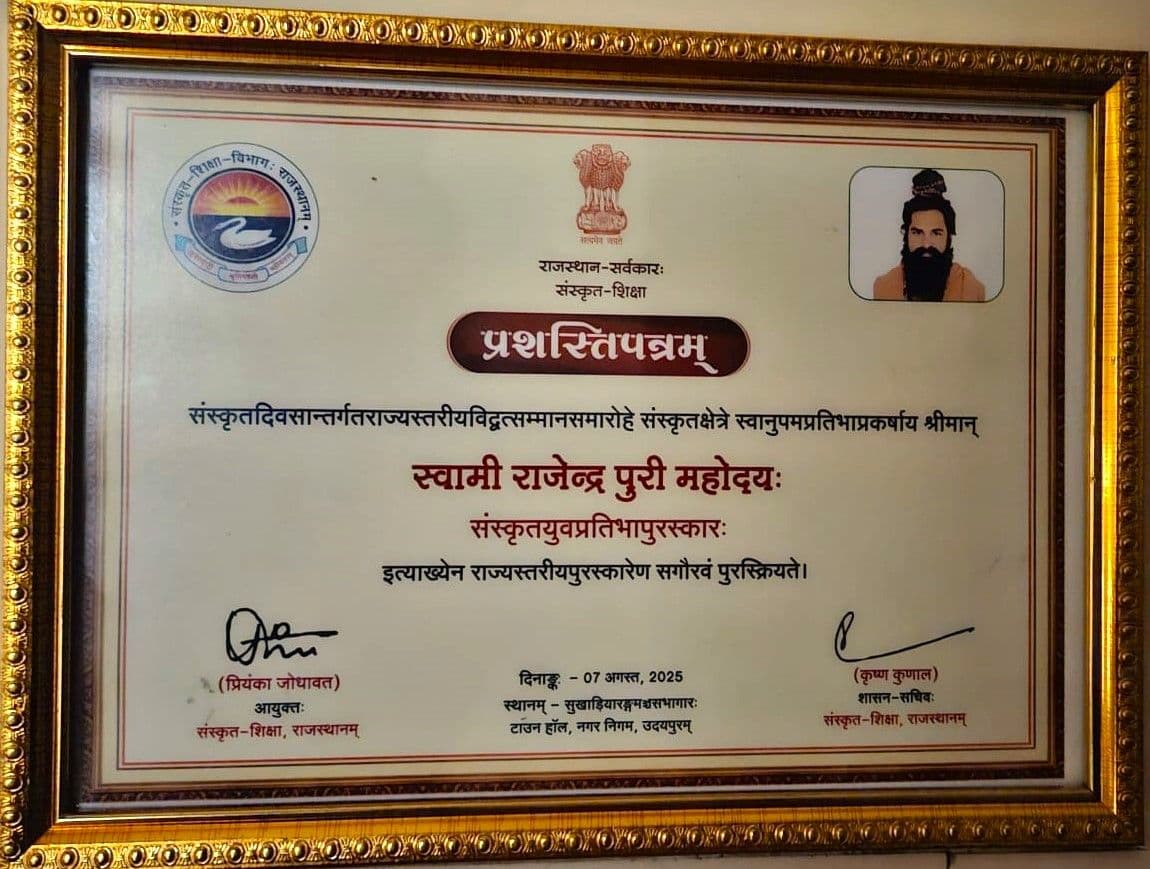 संस्कृत-शिक्षा-विभागः राजस्थानम्
सत्यमेव जयते
राजस्थान-सर्वकारः
संस्कृत-शिक्षा
प्रशस्तिपत्रम्
संस्कृतदिवसान्तर्गतराज्यस्तरीयविद्वत्सम्मानसमारोहे संस्कृतक्षेत्रे स्वानुपमप्रतिभाप्रकर्षाय श्रीमान्
स्वामी राजेन्द्र पुरी महोदयः
संस्कृतयुवप्रतिभापुरस्कारः
इत्याख्येन राज्यस्तरीयपुरस्कारेण सगौरवं पुरस्क्रियते।
(प्रियंका जोधावत)
आयुक्तः
संस्कृत-शिक्षा, राजस्थानम्
दिनाङ्कः - 07 अगस्त, 2025
स्थानम् - सुखाड़ियारङ्गमञ्चसभागारः
टाउन हॉल, नगर निगम, उदयपुरम्
(कृष्ण कुणाल)
शासन-सचिवः
संस्कृत-शिक्षा, राजस्थानम्